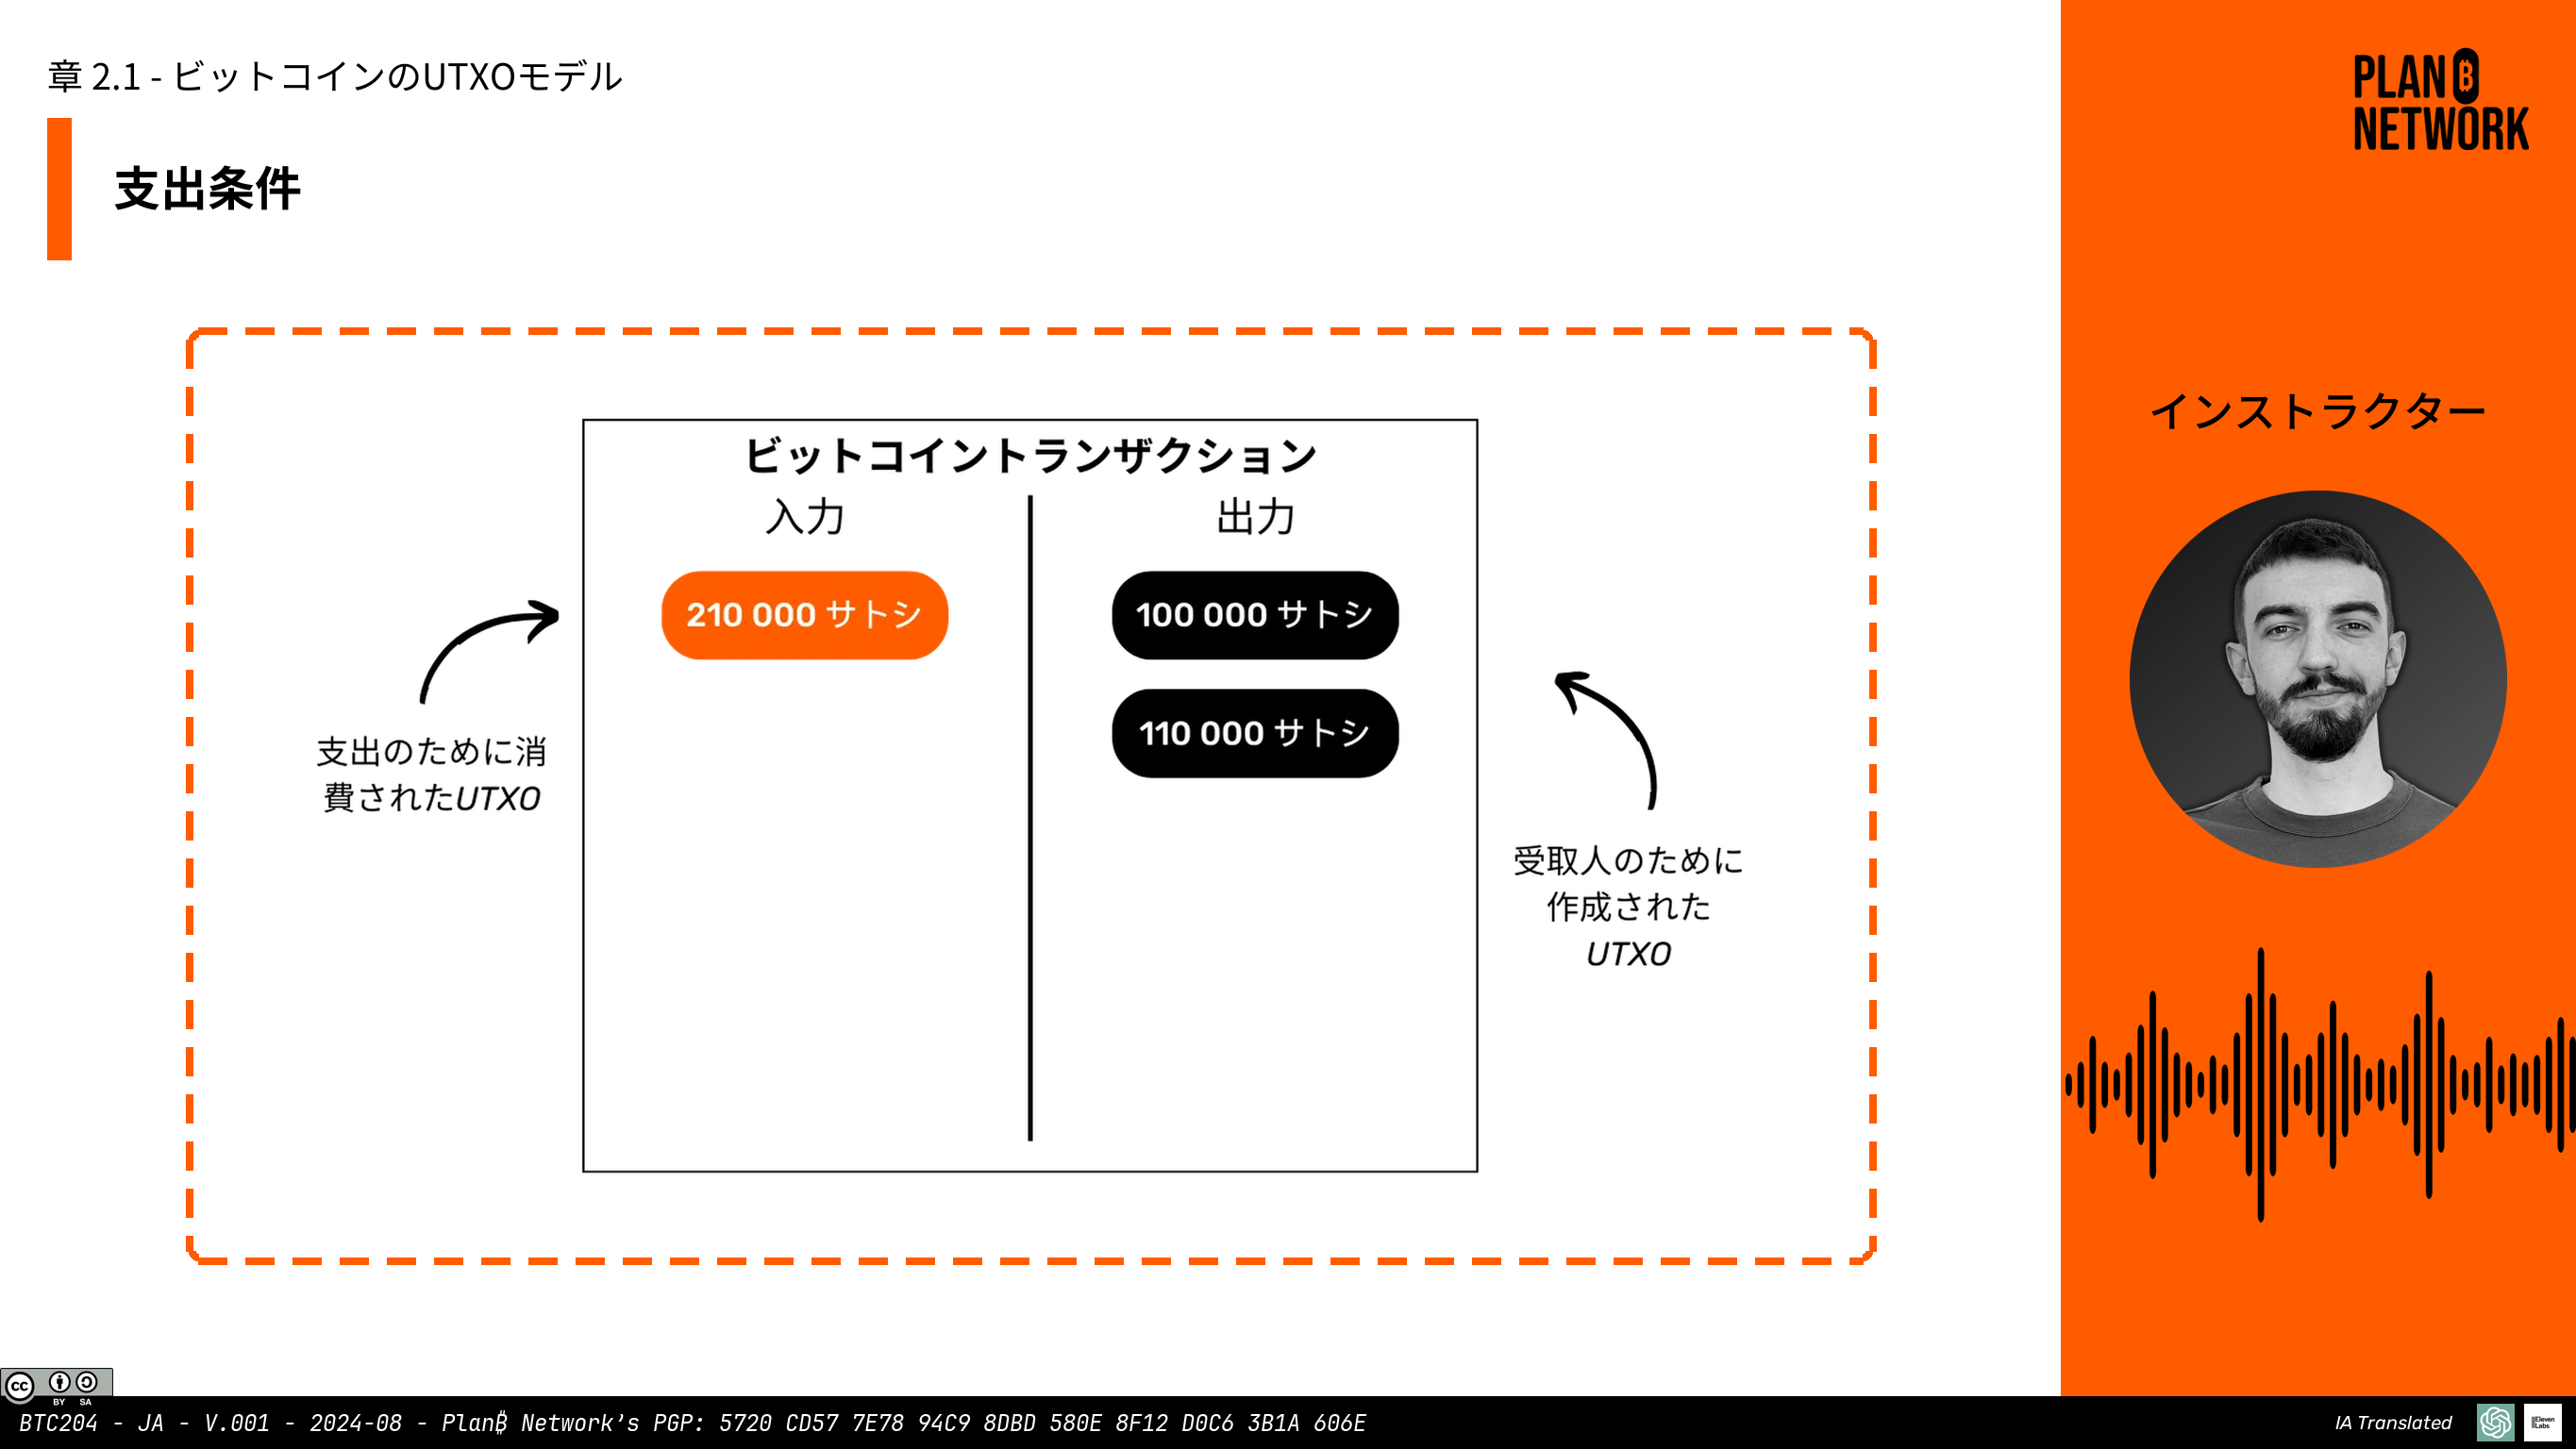 章 2.1 - ビットコインのUTXOモデル
支出条件
PLAN ₿
NETWORK
インストラクター
ビットコイントランザクション
入力
出力
210 000 サトシ
100 000 サトシ
110 000 サトシ
支出のために消
費されたUTXO
受取人のために
作成された
UTXO
cc
BY SA
BTC204 - JA - V.001 - 2024-08 - Plan₿ Network’s PGP: 5720 CD57 7E78 94C9 8DBD 580E 8F12 D0C6 3B1A 606E
IA Translated
ElevenLabs